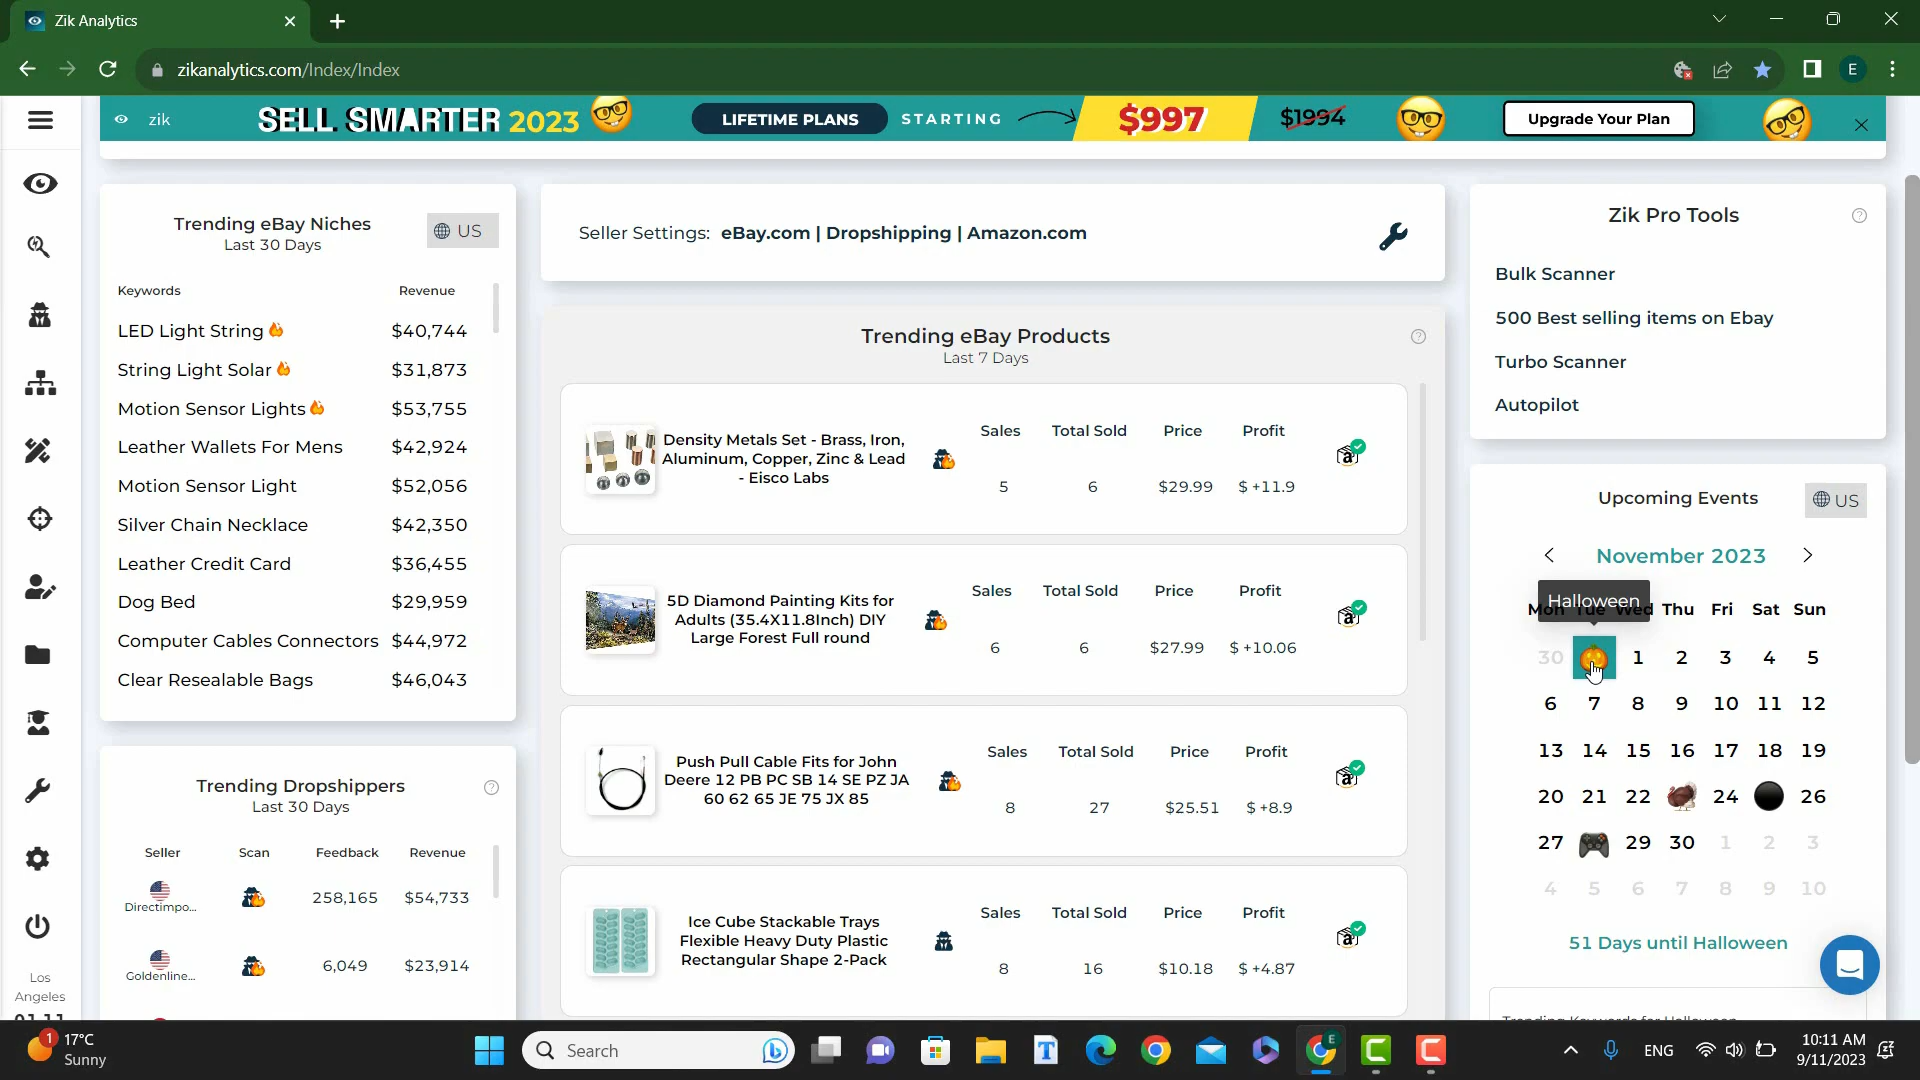 Zik Analytics
zikanalytics.com/Index/Index
E
zik
SELL SMARTER 2023
LIFETIME PLANS
STARTING
$997
$1994
Upgrade Your Plan
Trending eBay Niches
Last 30 Days
US
Keywords Revenue
LED Light String $40,744
String Light Solar $31,873
Motion Sensor Lights $53,755
Leather Wallets For Mens $42,924
Motion Sensor Light $52,056
Silver Chain Necklace $42,350
Leather Credit Card $36,455
Dog Bed $29,959
Computer Cables Connectors $44,972
Clear Resealable Bags $46,043
Trending Dropshippers
Last 30 Days
Seller Scan Feedback Revenue
Directimpo... 258,165 $54,733
Goldenline... 6,049 $23,914
Los
Angeles
Seller Settings: eBay.com | Dropshipping | Amazon.com
Trending eBay Products
Last 7 Days
Density Metals Set - Brass, Iron,
Aluminum, Copper, Zinc & Lead
- Eisco Labs
Sales Total Sold Price Profit
5 6 $29.99 $ +11.9
5D Diamond Painting Kits for
Adults (35.4X11.8Inch) DIY
Large Forest Full round
Sales Total Sold Price Profit
6 6 $27.99 $ +10.06
Push Pull Cable Fits for John
Deere 12 PB PC SB 14 SE PZ JA
60 62 65 JE 75 JX 85
Sales Total Sold Price Profit
8 27 $25.51 $ +8.9
Ice Cube Stackable Trays
Flexible Heavy Duty Plastic
Rectangular Shape 2-Pack
Sales Total Sold Price Profit
8 16 $10.18 $ +4.87
Zik Pro Tools
Bulk Scanner
500 Best selling items on Ebay
Turbo Scanner
Autopilot
Upcoming Events
US
November 2023
Halloween
Mon Tue Wed Thu Fri Sat Sun
30 1 2 3 4 5
6 7 8 9 10 11 12
13 14 15 16 17 18 19
20 21 22 24 26
27 29 30 1 2 3
4 5 6 7 8 9 10
51 Days until Halloween
Trending Keywords for Halloween
1
17°C
Sunny
Search
ENG
10:11 AM
9/11/2023